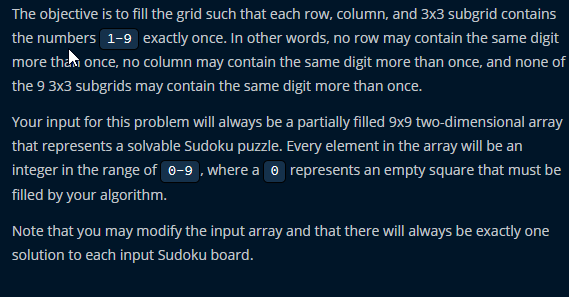 The objective is to fill the grid such that each row, column, and 3x3 subgrid contains
the numbers 1-9 exactly once. In other words, no row may contain the same digit
more than once, no column may contain the same digit more than once, and none of
the 9 3x3 subgrids may contain the same digit more than once.
Your input for this problem will always be a partially filled 9x9 two-dimensional array
that represents a solvable Sudoku puzzle. Every element in the array will be an
integer in the range of 0-9, where a 0 represents an empty square that must be
filled by your algorithm.
Note that you may modify the input array and that there will always be exactly one
solution to each input Sudoku board.